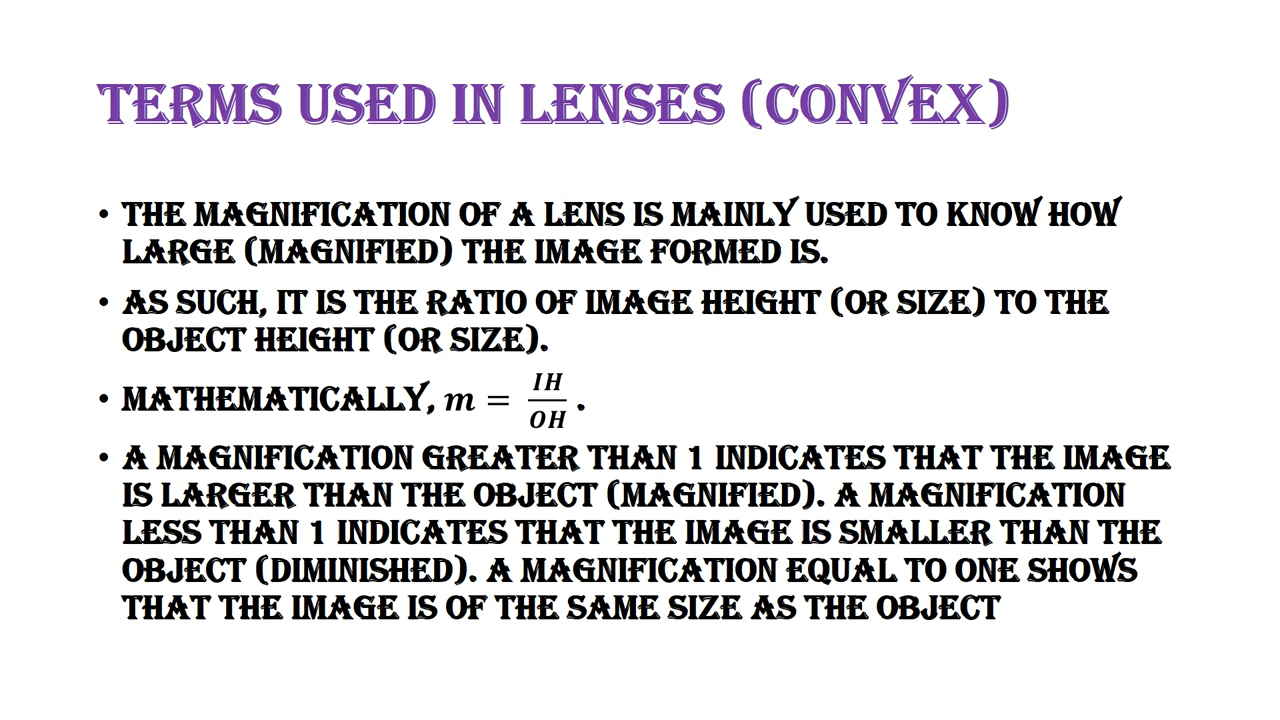 TERMS USED IN LENSES (CONVEX)
• THE MAGNIFICATION OF A LENS IS MAINLY USED TO KNOW HOW
LARGE (MAGNIFIED) THE IMAGE FORMED IS.
• AS SUCH, IT IS THE RATIO OF IMAGE HEIGHT (OR SIZE) TO THE
OBJECT HEIGHT (OR SIZE).
• MATHEMATICALLY, m = IH/OH .
• A MAGNIFICATION GREATER THAN 1 INDICATES THAT THE IMAGE
IS LARGER THAN THE OBJECT (MAGNIFIED). A MAGNIFICATION
LESS THAN 1 INDICATES THAT THE IMAGE IS SMALLER THAN THE
OBJECT (DIMINISHED). A MAGNIFICATION EQUAL TO ONE SHOWS
THAT THE IMAGE IS OF THE SAME SIZE AS THE OBJECT